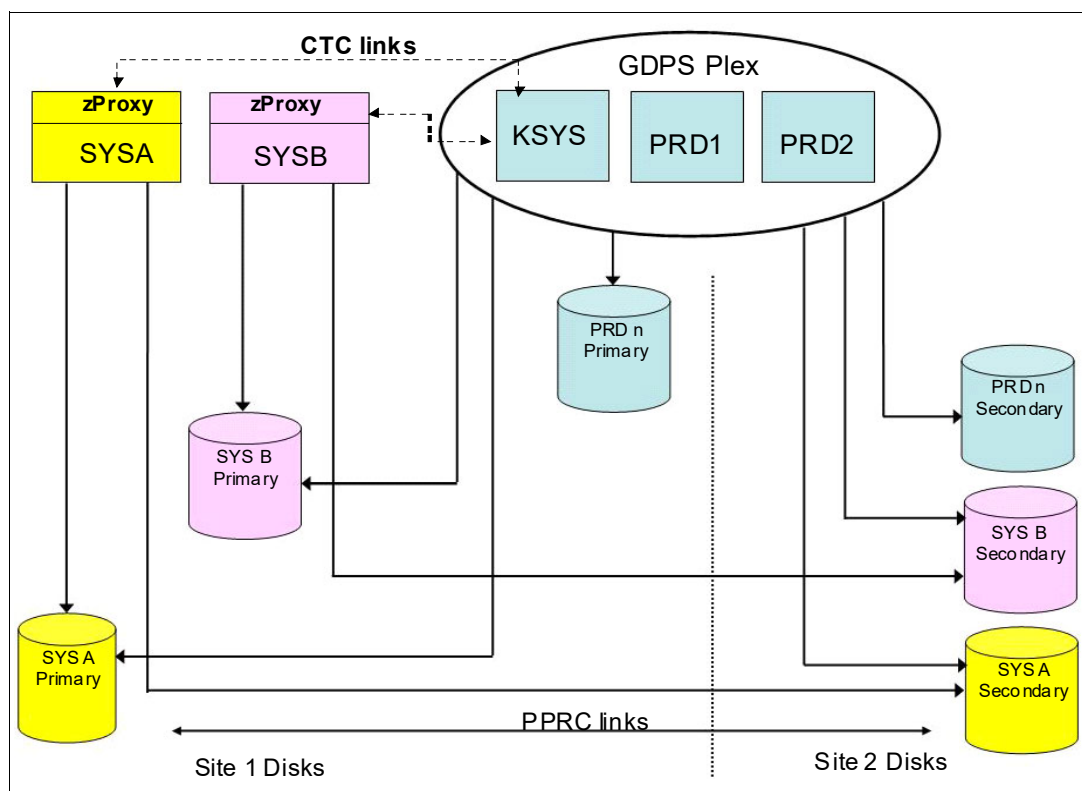 CTC links
GDPS Plex
zProxy
SYSA
zProxy
SYSB
KSYS
PRD1
PRD2
PRD n
Primary
PRD n
Secondary
SYS B
Primary
SYS B
Secondary
SYS A
Primary
SYS A
Secondary
PPRC links
Site 1 Disks
Site 2 Disks